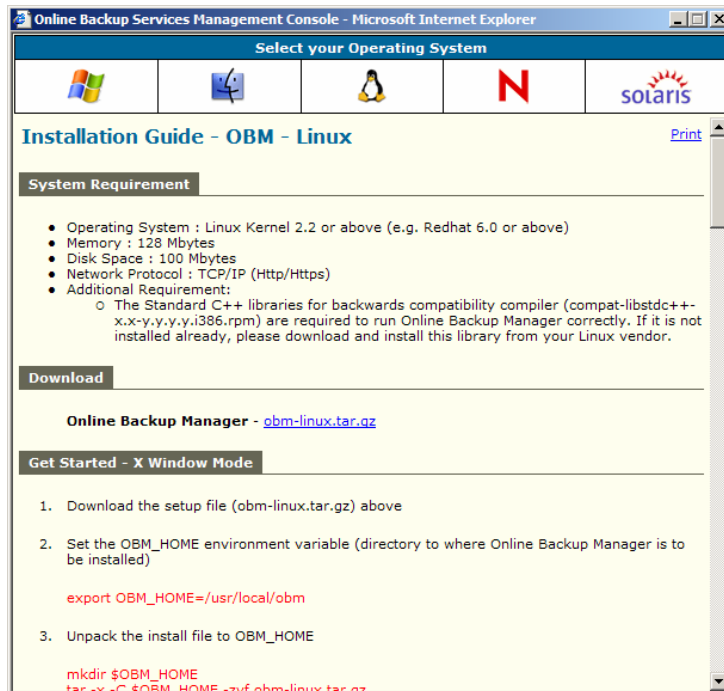 Online Backup Services Management Console - Microsoft Internet Explorer
Select your Operating System
N
solaris
Installation Guide - OBM - Linux
Print
System Requirement
• Operating System : Linux Kernel 2.2 or above (e.g. Redhat 6.0 or above)
• Memory : 128 Mbytes
• Disk Space : 100 Mbytes
• Network Protocol : TCP/IP (Http/Https)
• Additional Requirement:
o The Standard C++ libraries for backwards compatibility compiler (compat-libstdc++-
x.x-y.y.y.y.i386.rpm) are required to run Online Backup Manager correctly. If it is not
installed already, please download and install this library from your Linux vendor.
Download
Online Backup Manager - obm-linux.tar.gz
Get Started - X Window Mode
1. Download the setup file (obm-linux.tar.gz) above
2. Set the OBM_HOME environment variable (directory to where Online Backup Manager is to
be installed)
export OBM_HOME=/usr/local/obm
3. Unpack the install file to OBM_HOME
mkdir $OBM_HOME
tar -x -C $OBM_HOME -zvf obm-linux.tar.gz